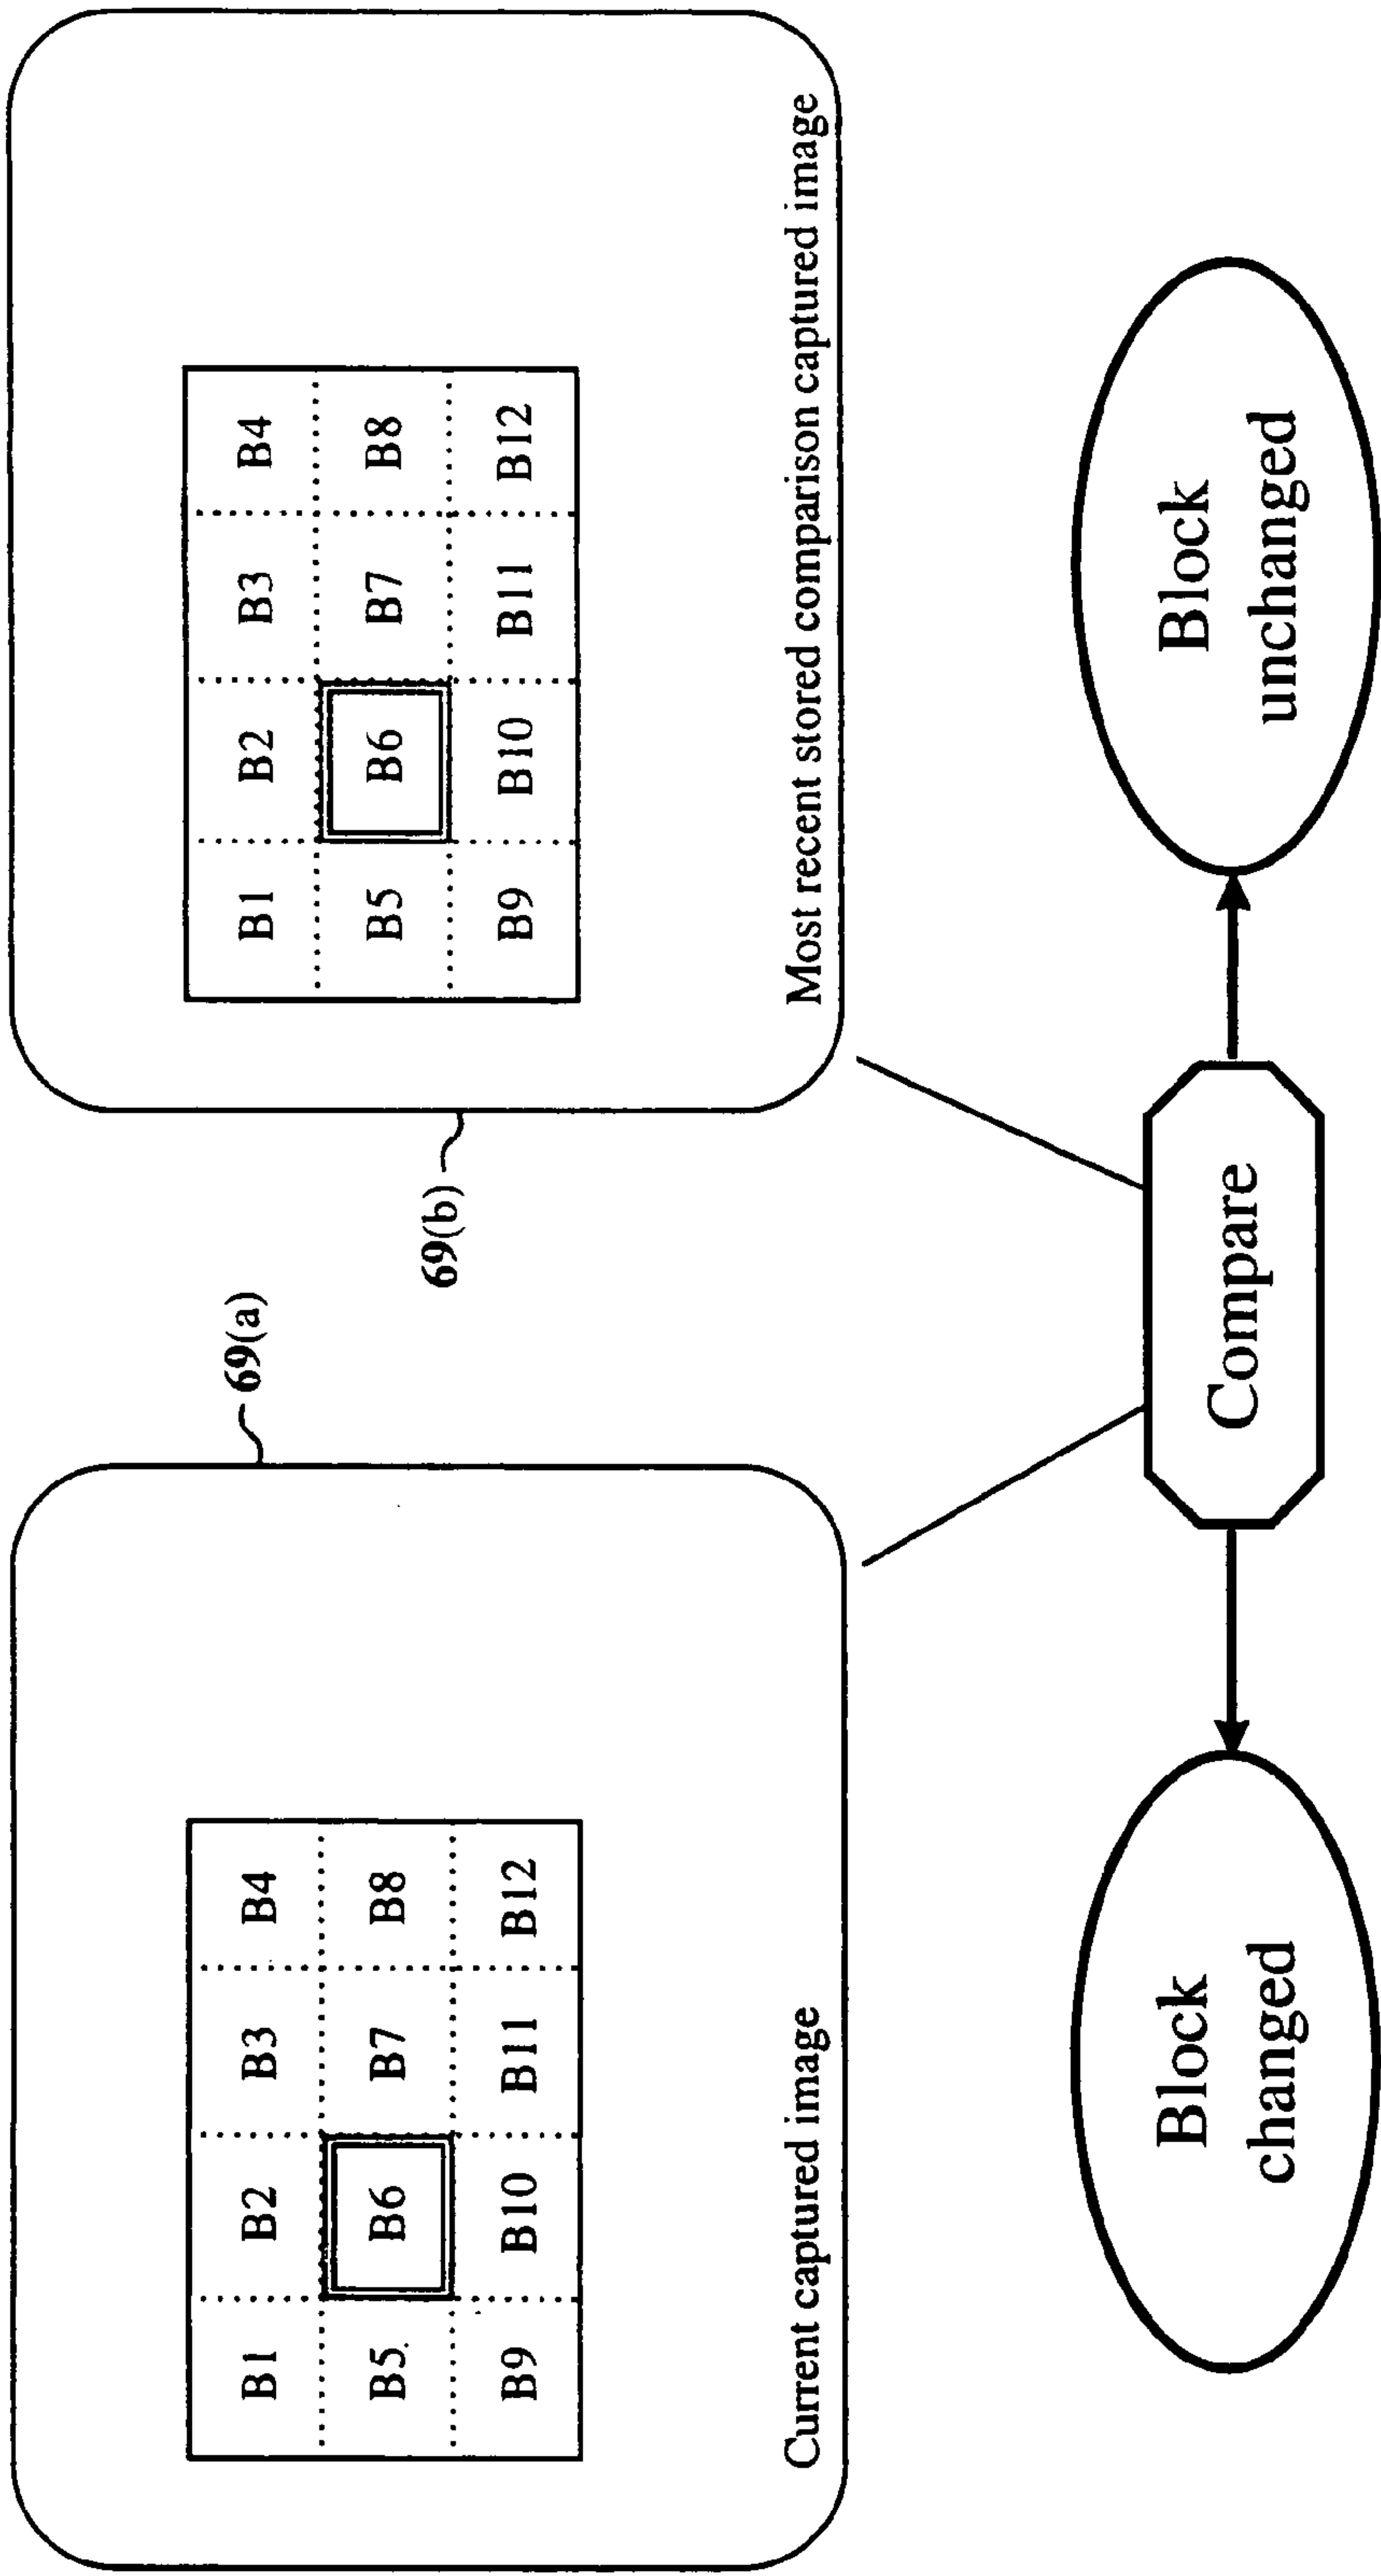 69(a)
B1 B2 B3 B4
B5 B6 B7 B8
B9 B10 B11 B12
Current captured image
69(b)
B1 B2 B3 B4
B5 B6 B7 B8
B9 B10 B11 B12
Most recent stored comparison captured image
Block
changed
Compare
Block
unchanged